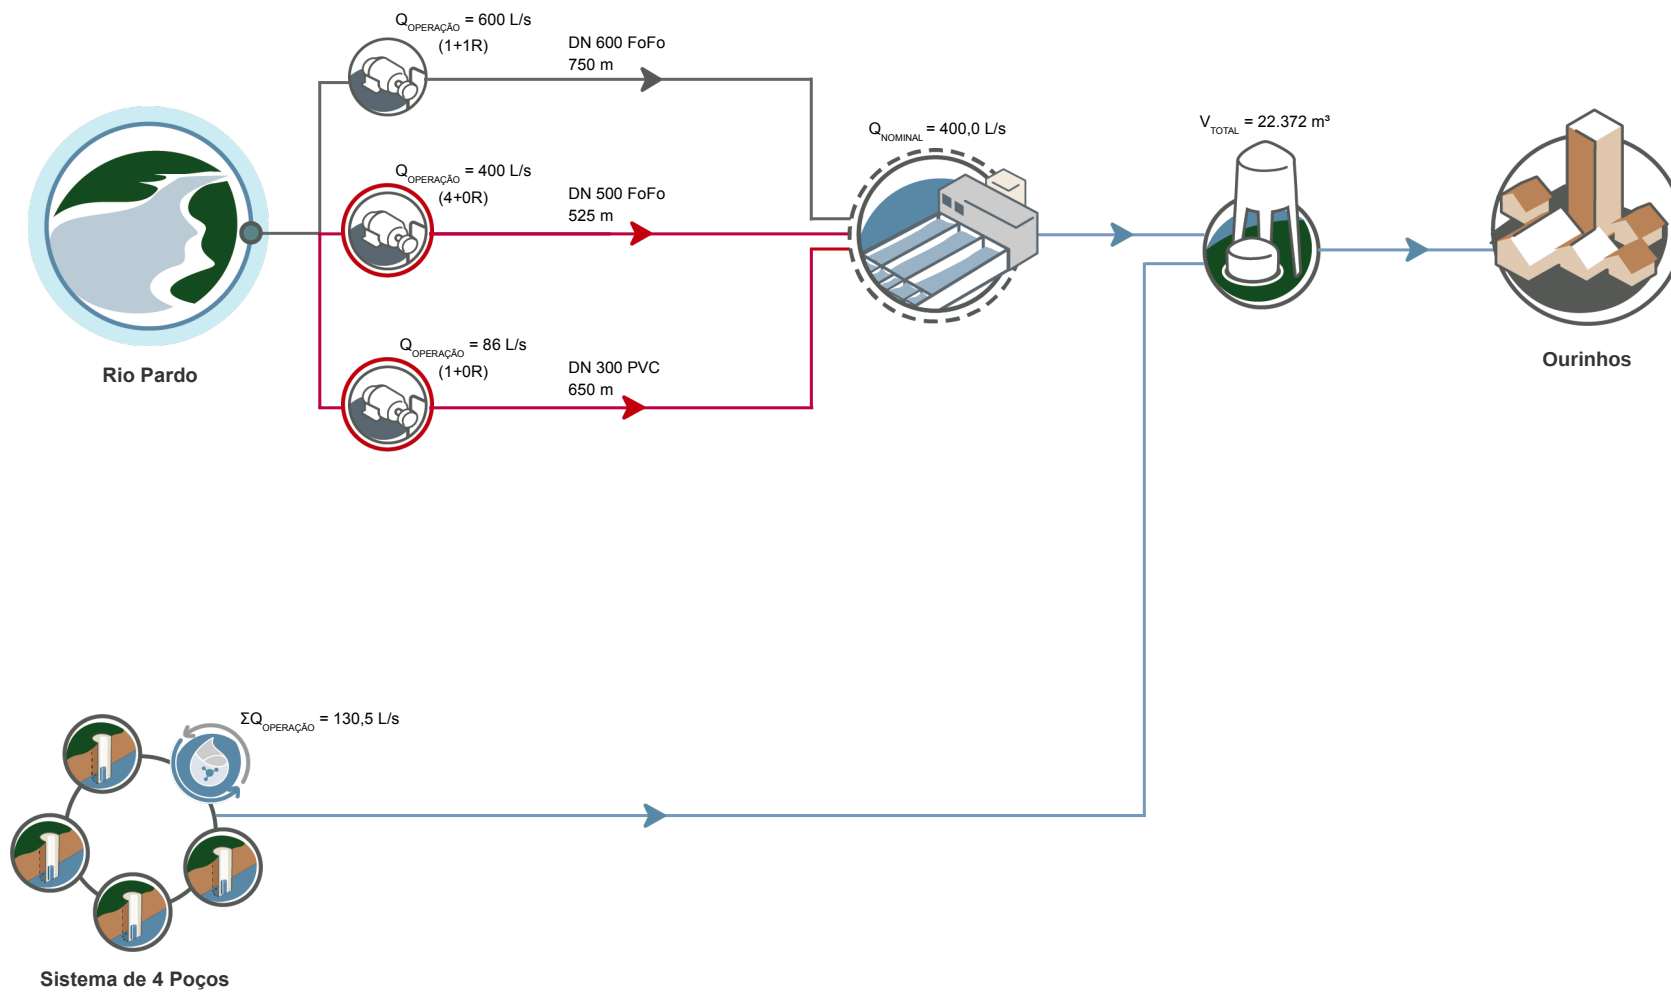 Q OPERAÇÃO = 600 L/s
(1+1R)
DN 600 FoFo
750 m
Q OPERAÇÃO = 400 L/s
(4+0R)
DN 500 FoFo
525 m
Q OPERAÇÃO = 86 L/s
(1+0R)
DN 300 PVC
650 m
Q NOMINAL = 400,0 L/s
V TOTAL = 22.372 m³
Rio Pardo
Ourinhos
ΣQ OPERAÇÃO = 130,5 L/s
Sistema de 4 Poços